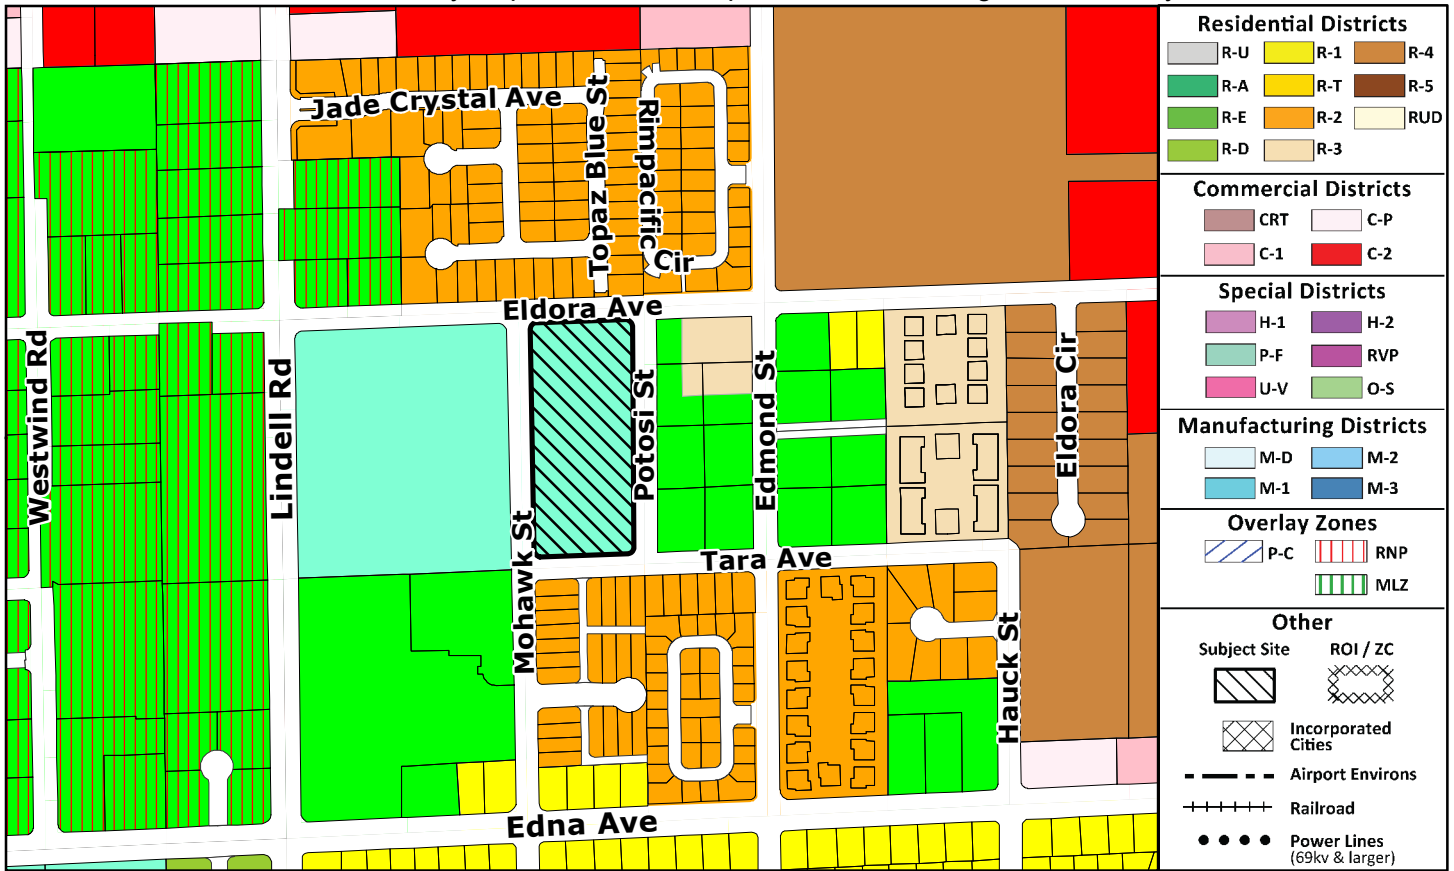 Jade Crystal Ave
Topaz Blue St
Rimpacific
Cir
Eldora Ave
Westwind Rd
Lindell Rd
Mohawk St
Potosi St
Edmond St
Eldora Cir
Tara Ave
Hauck St
Edna Ave
Residential Districts
R-U R-1 R-4
R-A R-T R-5
R-E R-2 RUD
R-D R-3
Commercial Districts
CRT C-P
C-1 C-2
Special Districts
H-1 H-2
P-F RVP
U-V O-S
Manufacturing Districts
M-D M-2
M-1 M-3
Overlay Zones
P-C RNP
MLZ
Other
Subject Site ROI / ZC
Incorporated
Cities
Airport Environs
Railroad
Power Lines
(69kv & larger)